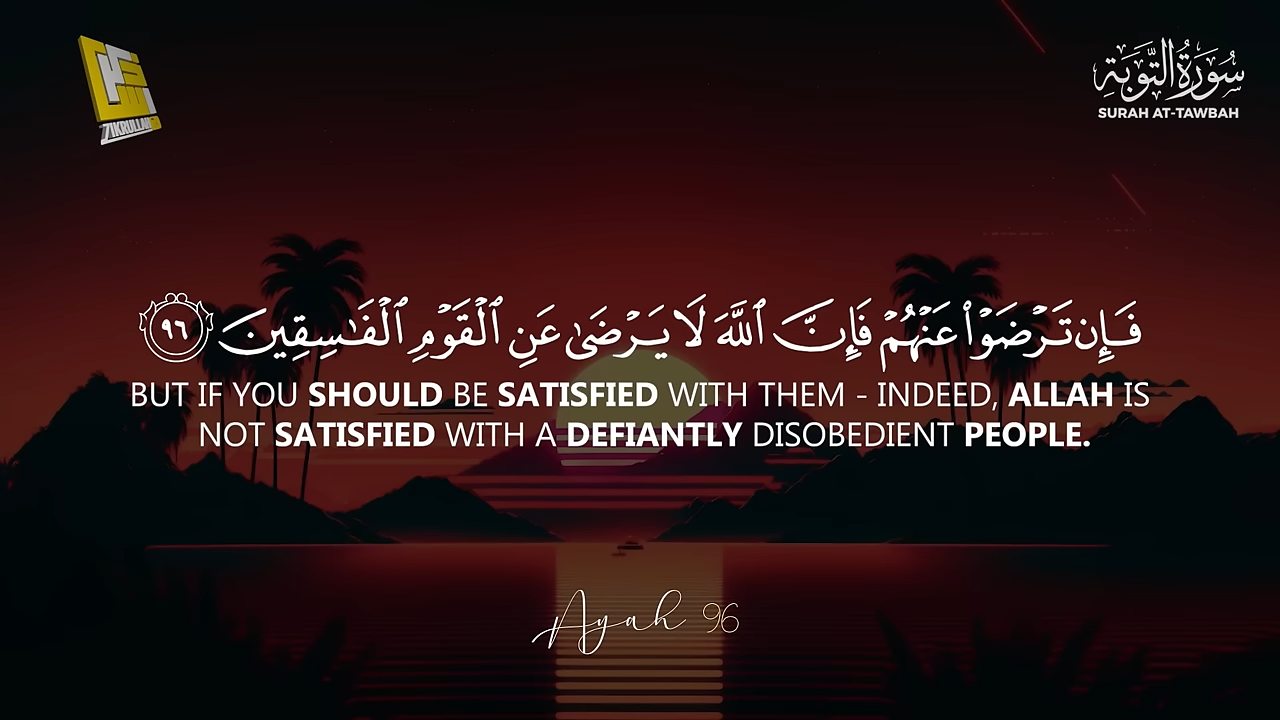 ZIKRULLAH
سُورَةُ التَّوْبَةِ
SURAH AT-TAWBAH
فَإِن تَرْضَوْا۟ عَنْهُمْ فَإِنَّ ٱللَّهَ لَا يَرْضَىٰ عَنِ ٱلْقَوْمِ ٱلْفَـٰسِقِينَ ٩٦
BUT IF YOU SHOULD BE SATISFIED WITH THEM - INDEED, ALLAH IS
NOT SATISFIED WITH A DEFIANTLY DISOBEDIENT PEOPLE.
Ayah 96